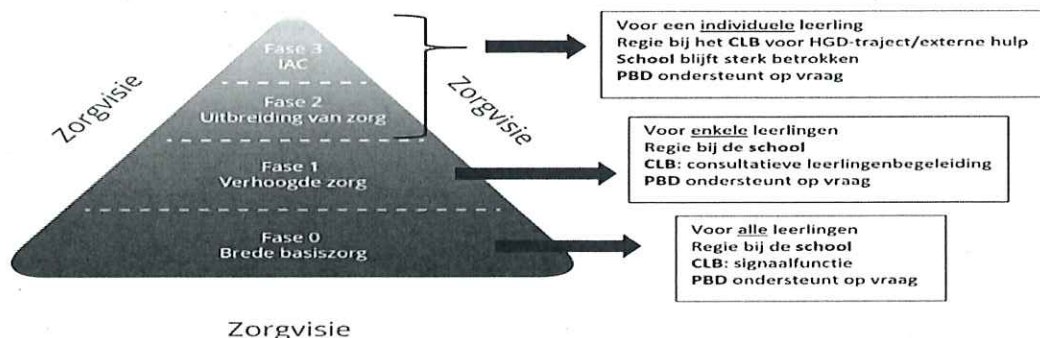 Zorgvisie
Zorgvisie
Fase 3
IAC
Fase 2
Uitbreiding van zorg
Fase 1
Verhoogde zorg
Fase 0
Brede basiszorg
Zorgvisie
Voor een individuele leerling
Regie bij het CLB voor HGD-traject/externe hulp
School blijft sterk betrokken
PBD ondersteunt op vraag
Voor enkele leerlingen
Regie bij de school
CLB: consultatieve leerlingenbegeleiding
PBD ondersteunt op vraag
Voor alle leerlingen
Regie bij de school
CLB: signaalfunctie
PBD ondersteunt op vraag